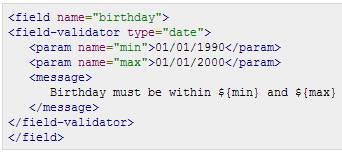 <field name="birthday">
<field-validator type="date">
<param name="min">01/01/1990</param>
<param name="max">01/01/2000</param>
<message>
Birthday must be within ${min} and ${max}
</message>
</field-validator>
</field>